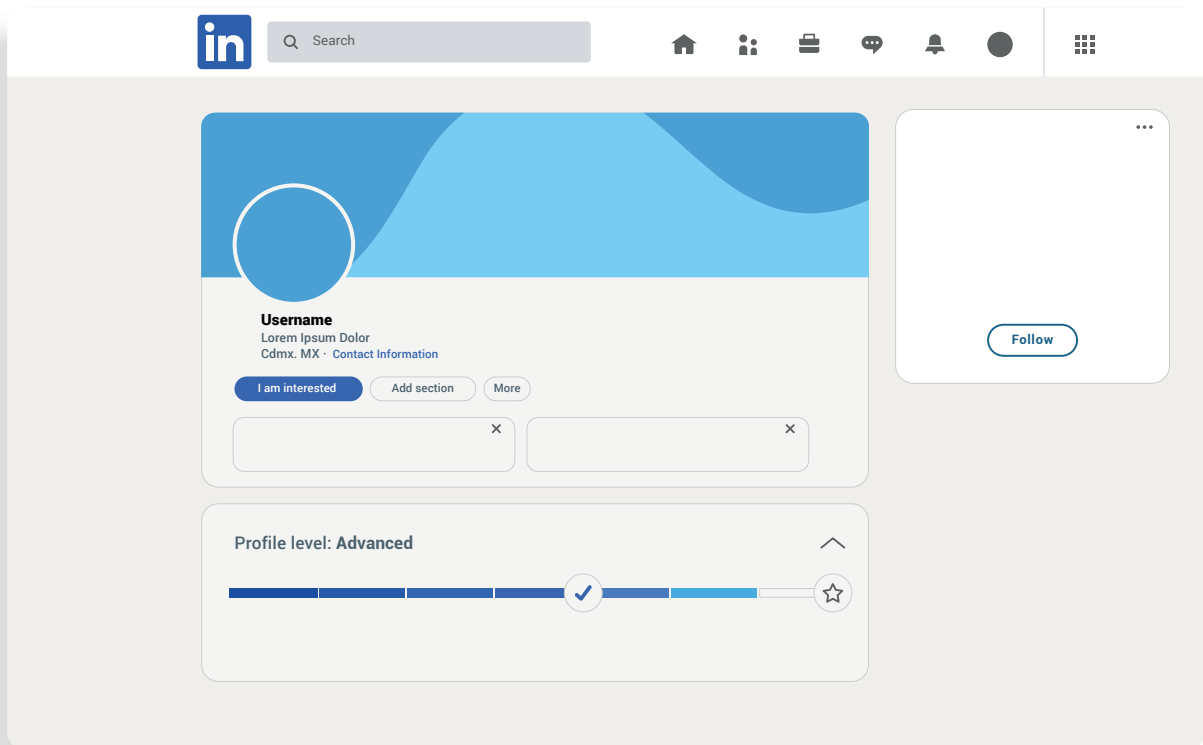 in
Search
Username
Lorem Ipsum Dolor
Cdmx. MX · Contact Information
I am interested
Add section
More
Follow
Profile level: Advanced